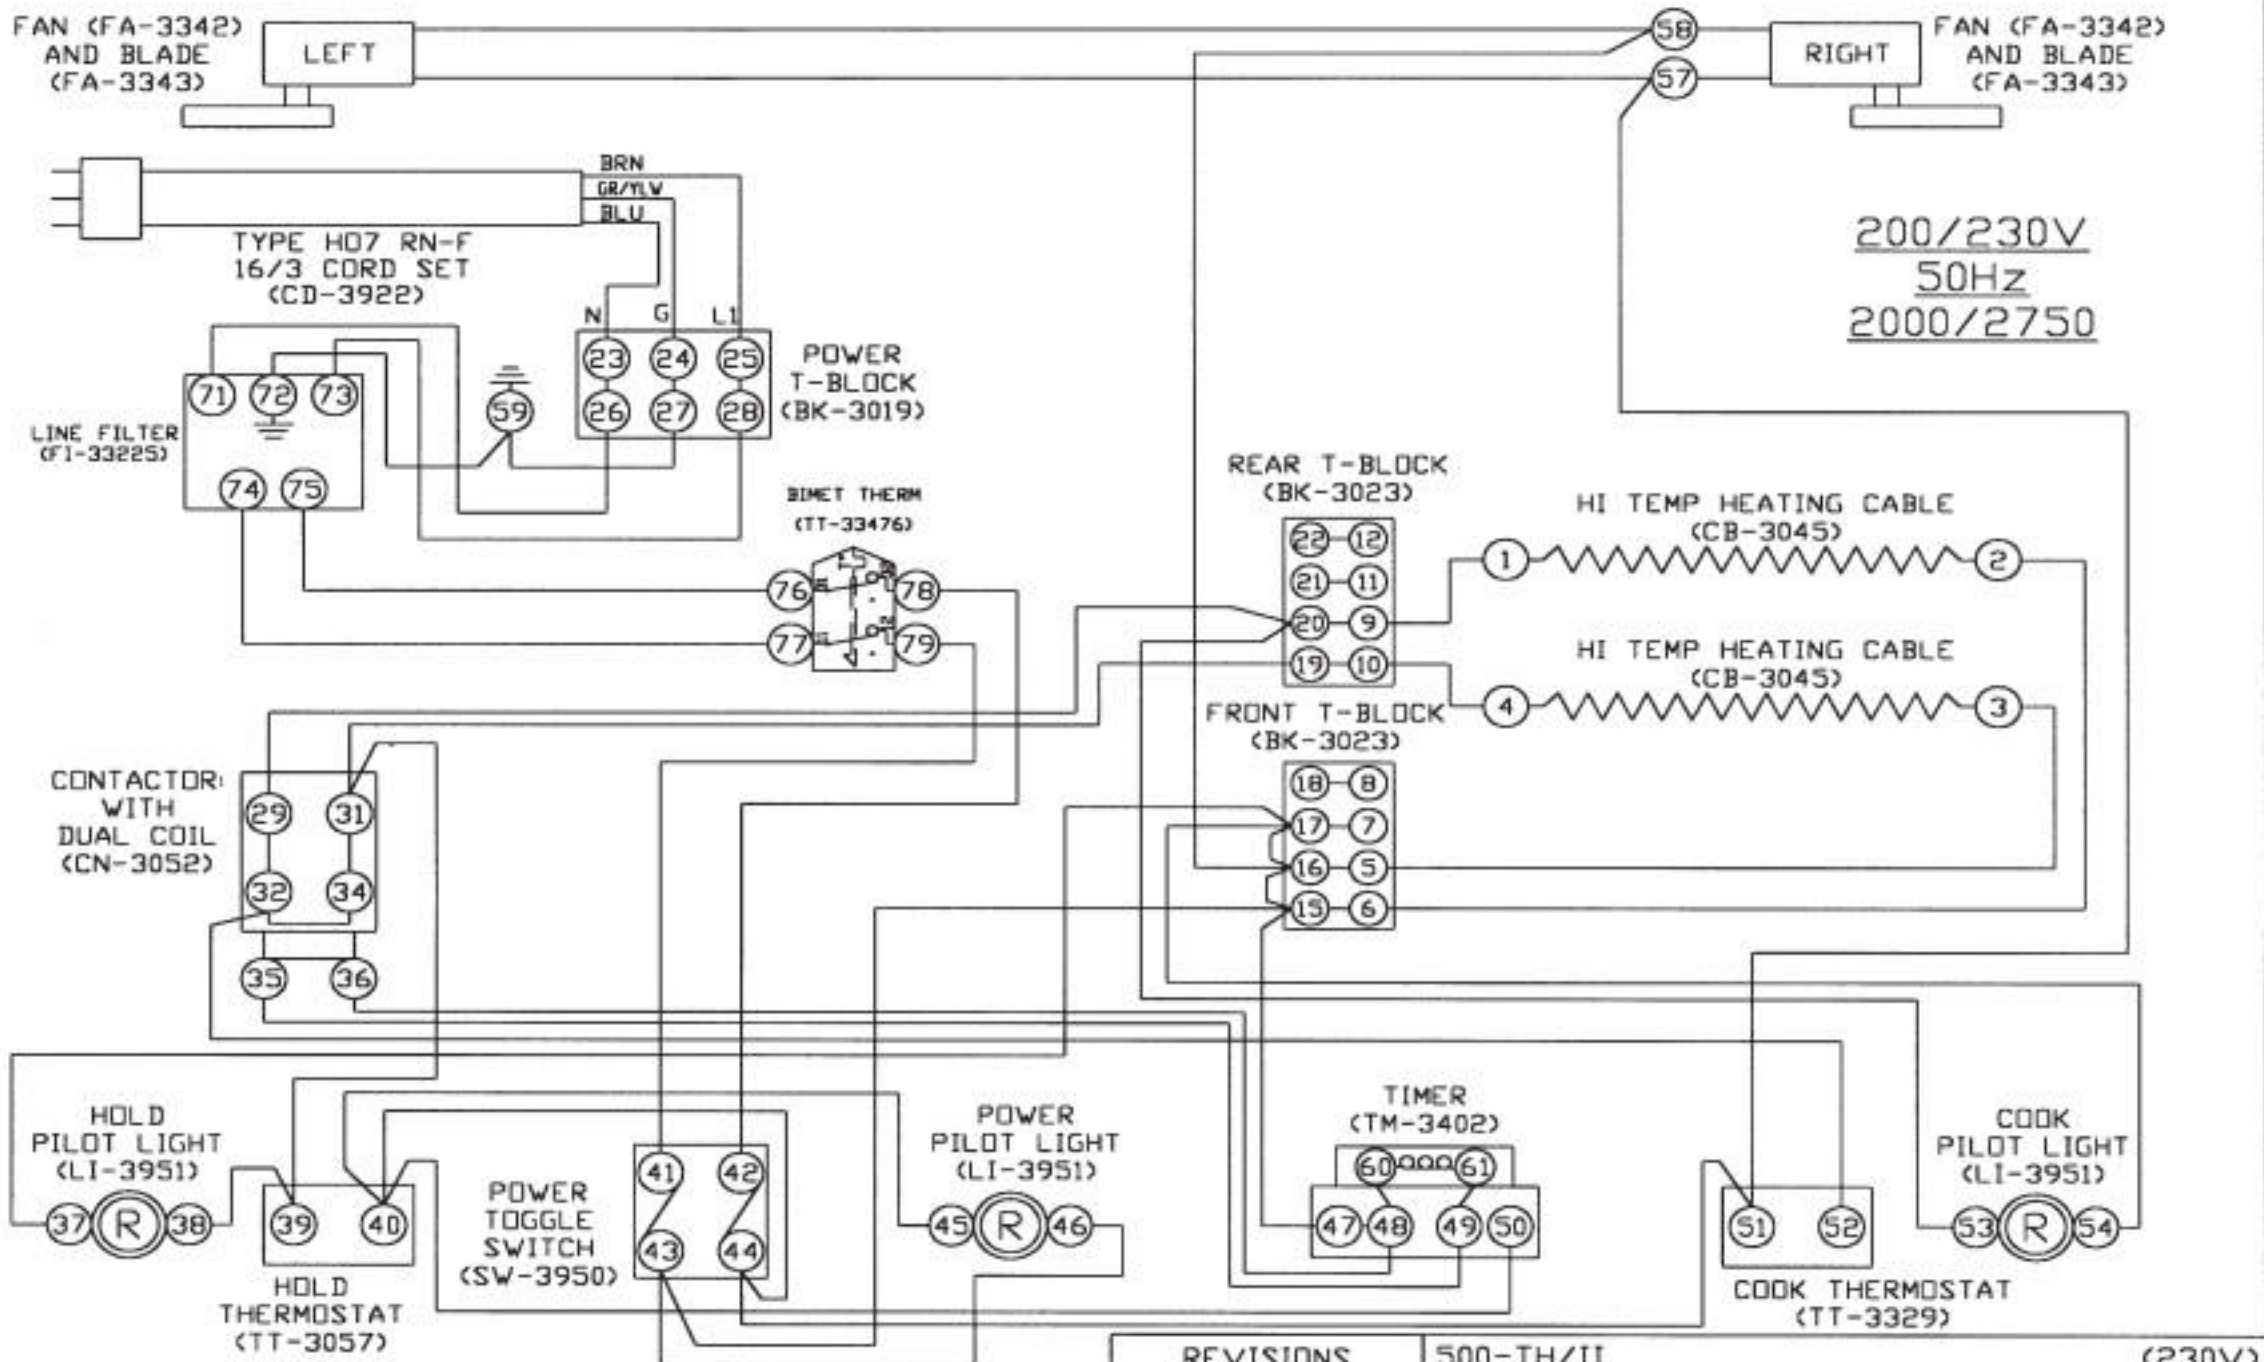 FAN (FA-3342)
AND BLADE
(FA-3343)
LEFT
58
57
RIGHT
FAN (FA-3342)
AND BLADE
(FA-3343)
BRN
GR/YLW
BLU
TYPE HO7 RN-F
16/3 CORD SET
(CD-3922)
200/230V
50Hz
2000/2750
N G L1
23 24 25
26 27 28
POWER
T-BLOCK
(BK-3019)
71 72 73
59
LINE FILTER
(FI-33225)
74 75
BIMET THERM
(TT-33476)
76 78
77 79
REAR T-BLOCK
(BK-3023)
22 12
21 11
20 9
19 10
HI TEMP HEATING CABLE
(CB-3045)
1 2
HI TEMP HEATING CABLE
(CB-3045)
4 3
FRONT T-BLOCK
(BK-3023)
18 8
17 7
16 5
15 6
CONTACTOR
WITH
DUAL COIL
(CN-3052)
29 31
32 34
35 36
HOLD
PILOT LIGHT
(LI-3951)
37 R 38
39 40
HOLD
THERMOSTAT
(TT-3057)
POWER
TOGGLE
SWITCH
(SW-3950)
41 42
43 44
POWER
PILOT LIGHT
(LI-3951)
45 R 46
TIMER
(TM-3402)
60 61
47 48 49 50
51 52
COOK THERMOSTAT
(TT-3329)
COOK
PILOT LIGHT
(LI-3951)
53 R 54
REVISIONS
500-TH/II
(230V)